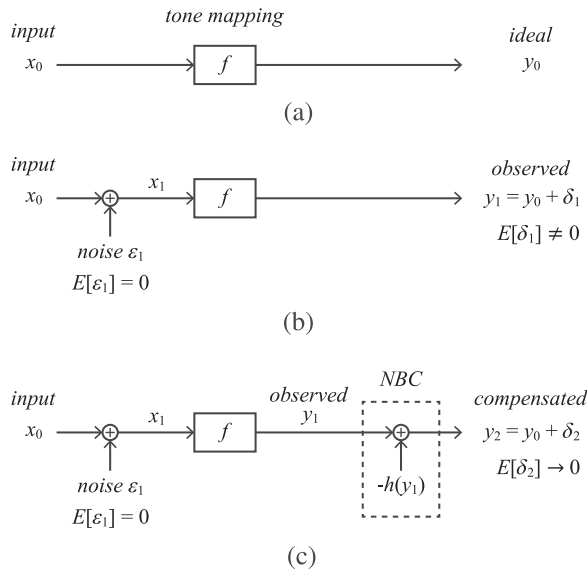 input
tone mapping
ideal
x₀
f
y₀
(a)
input
observed
x₀
+
x₁
f
y₁ = y₀ + δ₁
noise ε₁
E[δ₁] ≠ 0
E[ε₁] = 0
(b)
NBC
input
observed
compensated
x₀
+
x₁
f
y₁
+
y₂ = y₀ + δ₂
noise ε₁
-h(y₁)
E[δ₂] → 0
E[ε₁] = 0
(c)